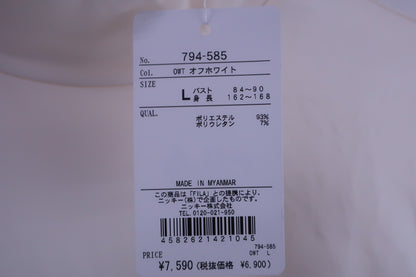 No. 794-585
Col. OWT オフホワイト
SIZE
L バスト 84～90
身長 162～168
QUAL.
ポリエステル 93%
ポリウレタン 7%
MADE IN MYANMAR
この商品は「FILA」との提携により、
ニッキー(株)で企画したものです。
ニッキー株式会社
TEL. 0120-021-950
4582621421045
794-585
PRICE OWT L
¥7,590(税抜価格 ¥6,900)